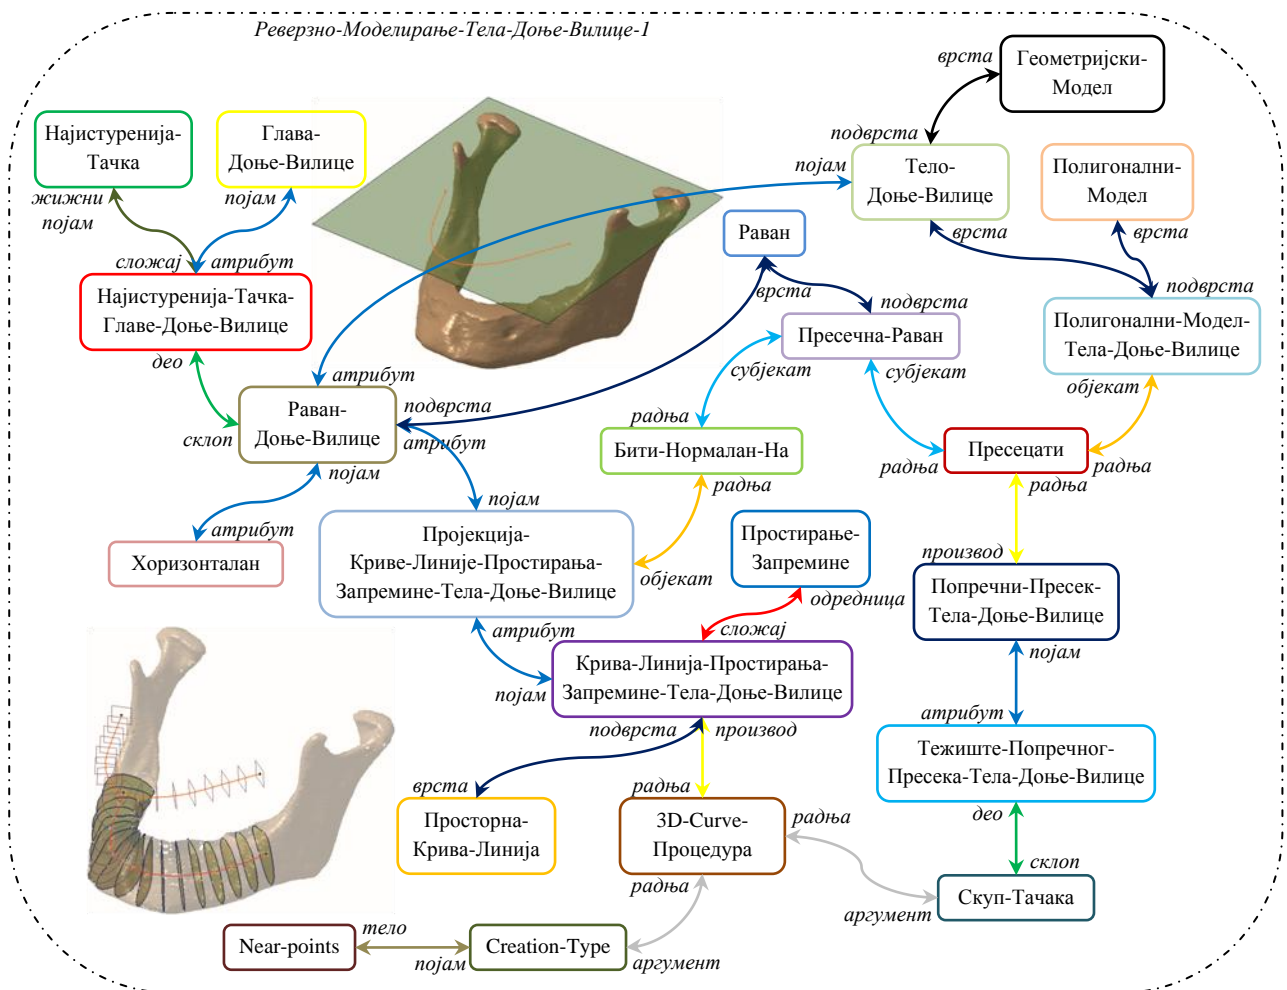 Реверзно-Моделирање-Тела-Доње-Вилице-1
Геометријски-
Модел
врста
подврста
Најистуренија-
Тачка
Глава-
Доње-Вилице
појам
Тело-
Доње-Вилице
Полигонални-
Модел
жижни
појам
појам
врста
врста
Раван
сложај
атрибут
врста
подврста
подврста
Најистуренија-Тачка-
Главе-Доње-Вилице
Пресечна-Раван
Полигонални-Модел-
Тела-Доње-Вилице
део
атрибут
субјекат
субјекат
објекат
подврста
Раван-
Доње-Вилице
склоп
атрибут
радња
Бити-Нормалан-На
Пресецати
појам
радња
радња
радња
радња
појам
атрибут
Хоризонталан
Пројекција-
Криве-Линије-Простирања-
Запремине-Тела-Доње-Вилице
објекат
Простирање-
Запремине
одредница
производ
Попречни-Пресек-
Тела-Доње-Вилице
атрибут
сложај
појам
појам
Крива-Линија-Простирања-
Запремине-Тела-Доње-Вилице
подврста
производ
атрибут
Тежиште-Попречног-
Пресека-Тела-Доње-Вилице
врста
радња
Просторна-
Крива-Линија
3D-Curve-
Процедура
радња
део
склоп
радња
Скуп-Тачака
аргумент
Near-points
тело
појам
Creation-Type
аргумент